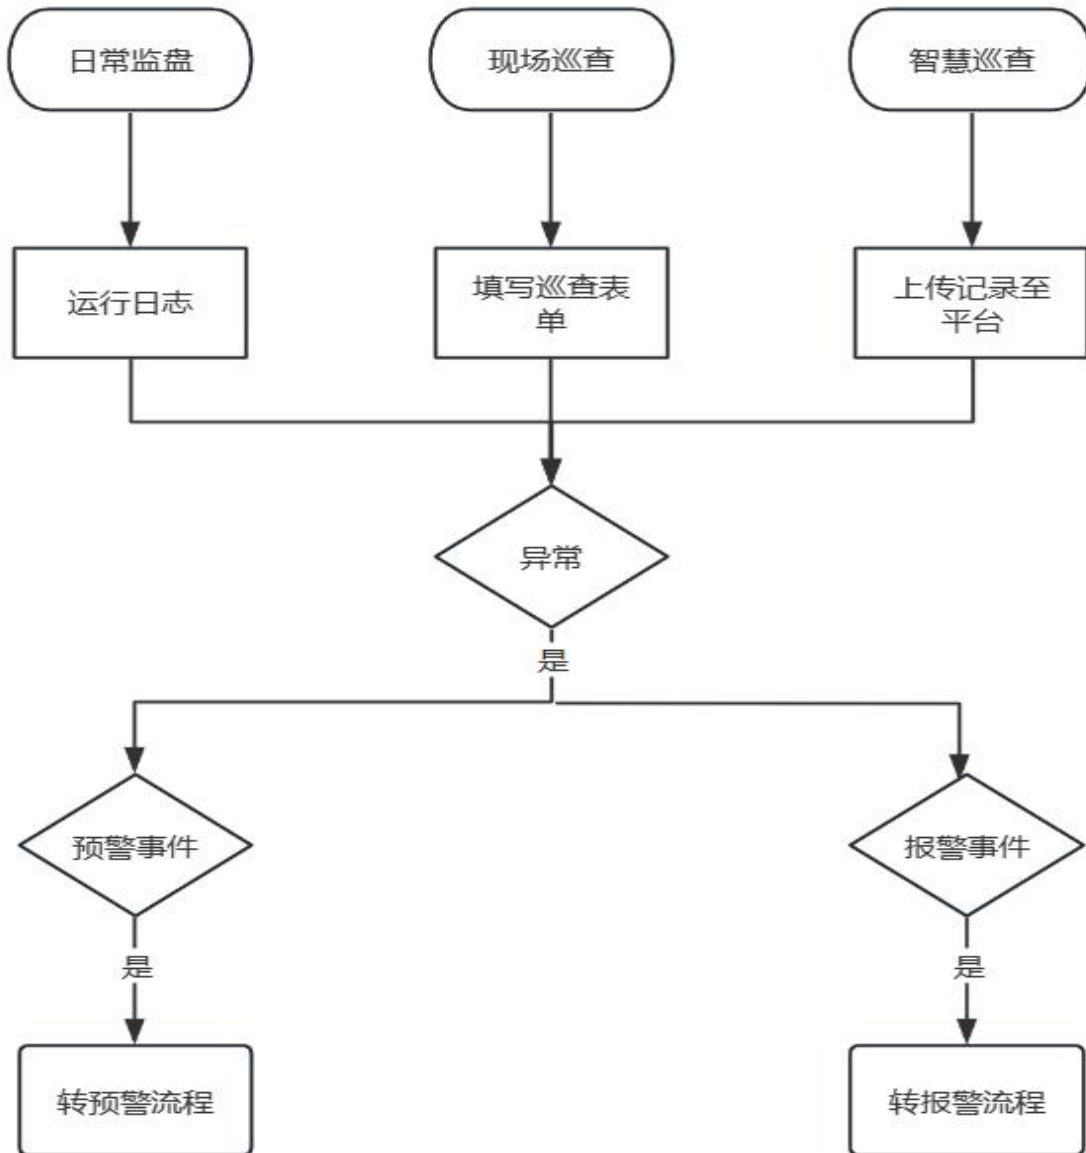 日常监盘
现场巡查
智慧巡查
运行日志
填写巡查表
单
上传记录至
平台
异常
是
预警事件
报警事件
是
是
转预警流程
转报警流程